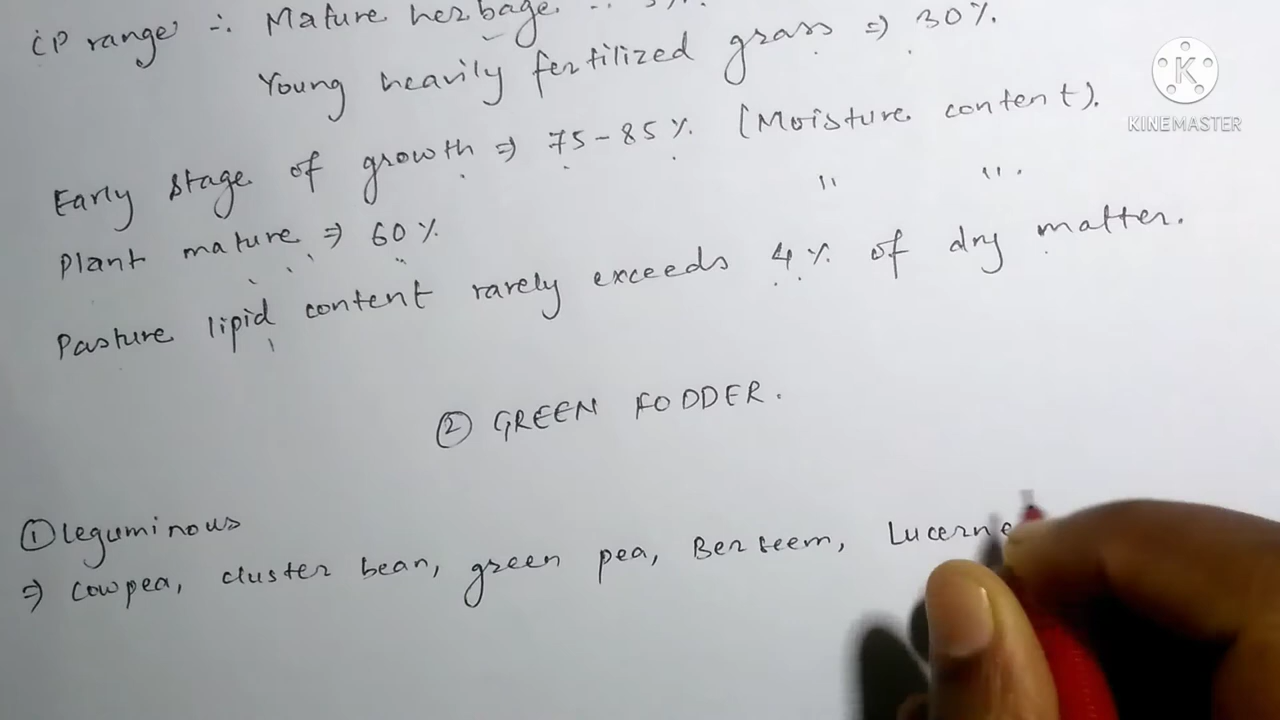 CP range ∴ Mature herbage
Young heavily fertilized grass ⇒ 30%.
Early stage of growth ⇒ 75-85% (Moisture content).
Plant mature ⇒ 60% " ".
Pasture lipid content rarely exceeds 4% of dry matter.
② GREEN FODDER.
① leguminous
⇒ cowpea, cluster bean, green pea, Berseem, Lucerne
KINEMASTER